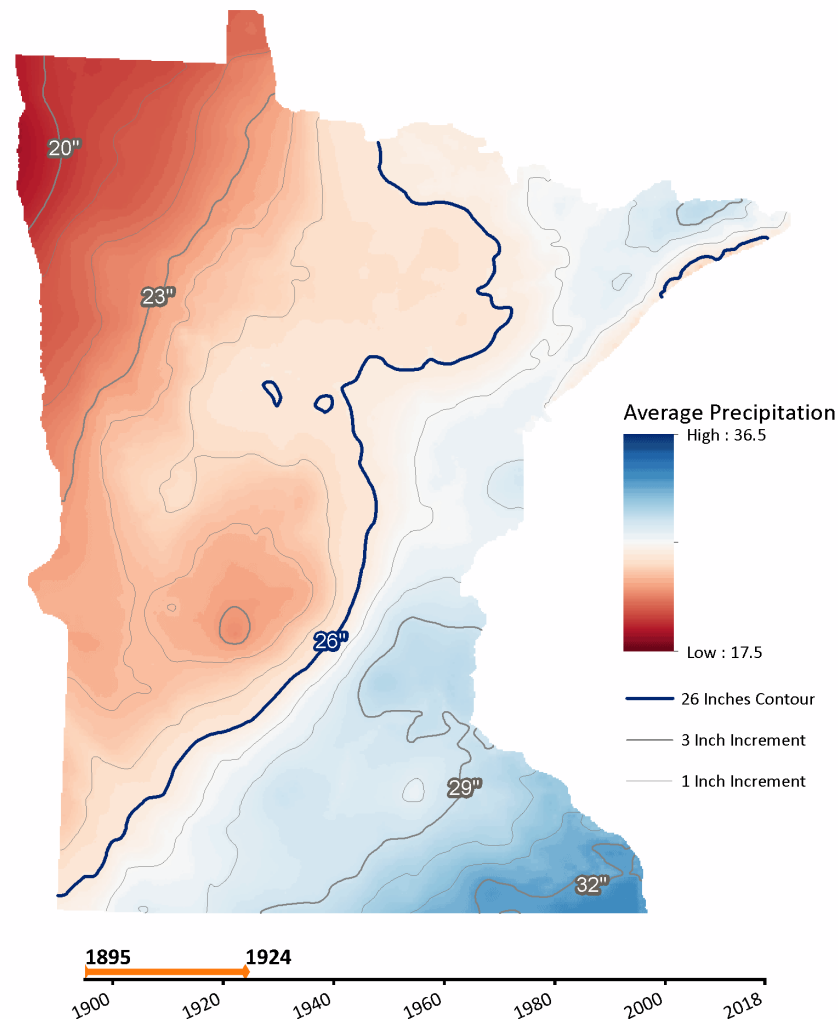 20"
23"
Average Precipitation
High : 36.5
26"
Low : 17.5
26 Inches Contour
3 Inch Increment
1 Inch Increment
29"
32"
1895 1924
1900 1920 1940 1960 1980 2000 2018